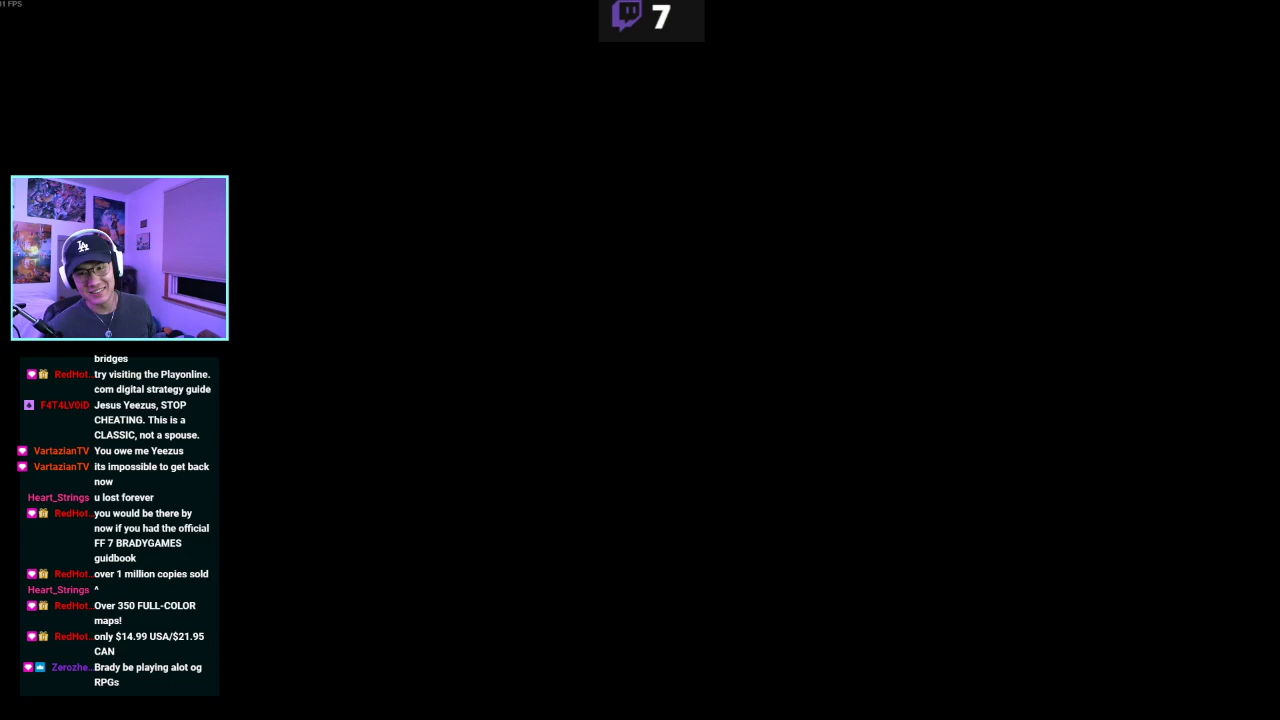 1 FPS
7
LA
bridges
RedHot.. try visiting the Playonline.
com digital strategy guide
F4T4LV0iD Jesus Yeezus, STOP
CHEATING. This is a
CLASSIC, not a spouse.
VartazianTV You owe me Yeezus
VartazianTV its impossible to get back
now
Heart_Strings u lost forever
RedHot.. you would be there by
now if you had the official
FF 7 BRADYGAMES
guidbook
RedHot.. over 1 million copies sold
Heart_Strings ^
RedHot.. Over 350 FULL-COLOR
maps!
RedHot.. only $14.99 USA/$21.95
CAN
Zerozhe.. Brady be playing alot og
RPGs